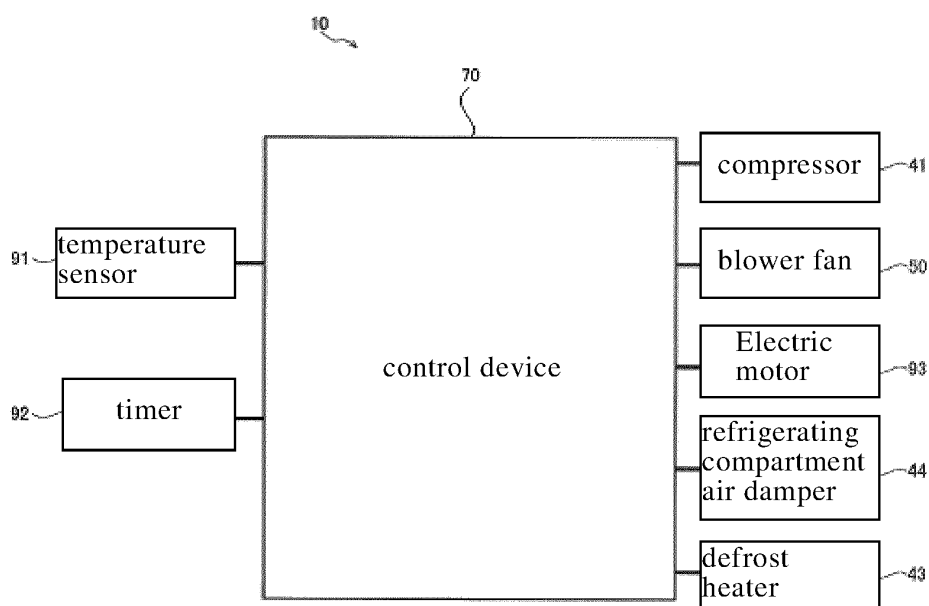 10
70
compressor
41
temperature
sensor
91
blower fan
50
Electric
motor
93
control device
timer
92
refrigerating
compartment
air damper
44
defrost
heater
43